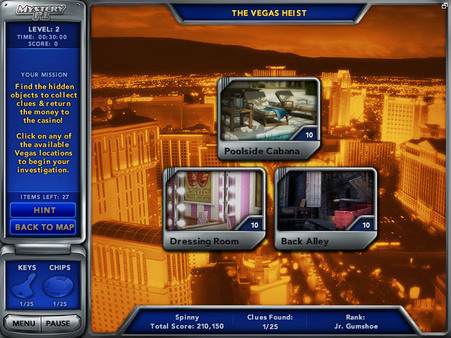 MYSTERY
P.I.
THE VEGAS HEIST
LEVEL: 2
TIME: 00:30:00
SCORE: 0
YOUR MISSION
Find the hidden
objects to collect
clues & return
the money to
the casino!
Click on any of
the available
Vegas locations
to begin your
investigation.
ITEMS LEFT: 27
HINT
BACK TO MAP
KEYS
CHIPS
1/25
1/25
MENU
PAUSE
10
Poolside Cabana
10
Dressing Room
10
Back Alley
Spinny
Total Score: 210,150
Clues Found:
1/25
Rank:
Jr. Gumshoe